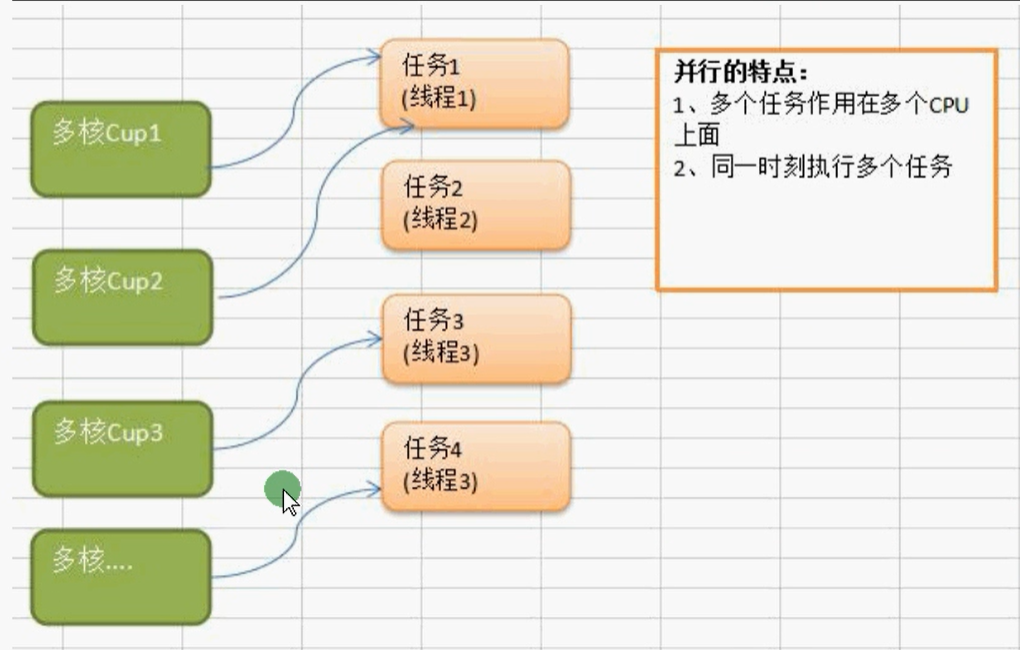 多核Cup1
多核Cup2
多核Cup3
多核....
任务1
(线程1)
任务2
(线程2)
任务3
(线程3)
任务4
(线程3)
并行的特点：
1、多个任务作用在多个CPU
上面
2、同一时刻执行多个任务